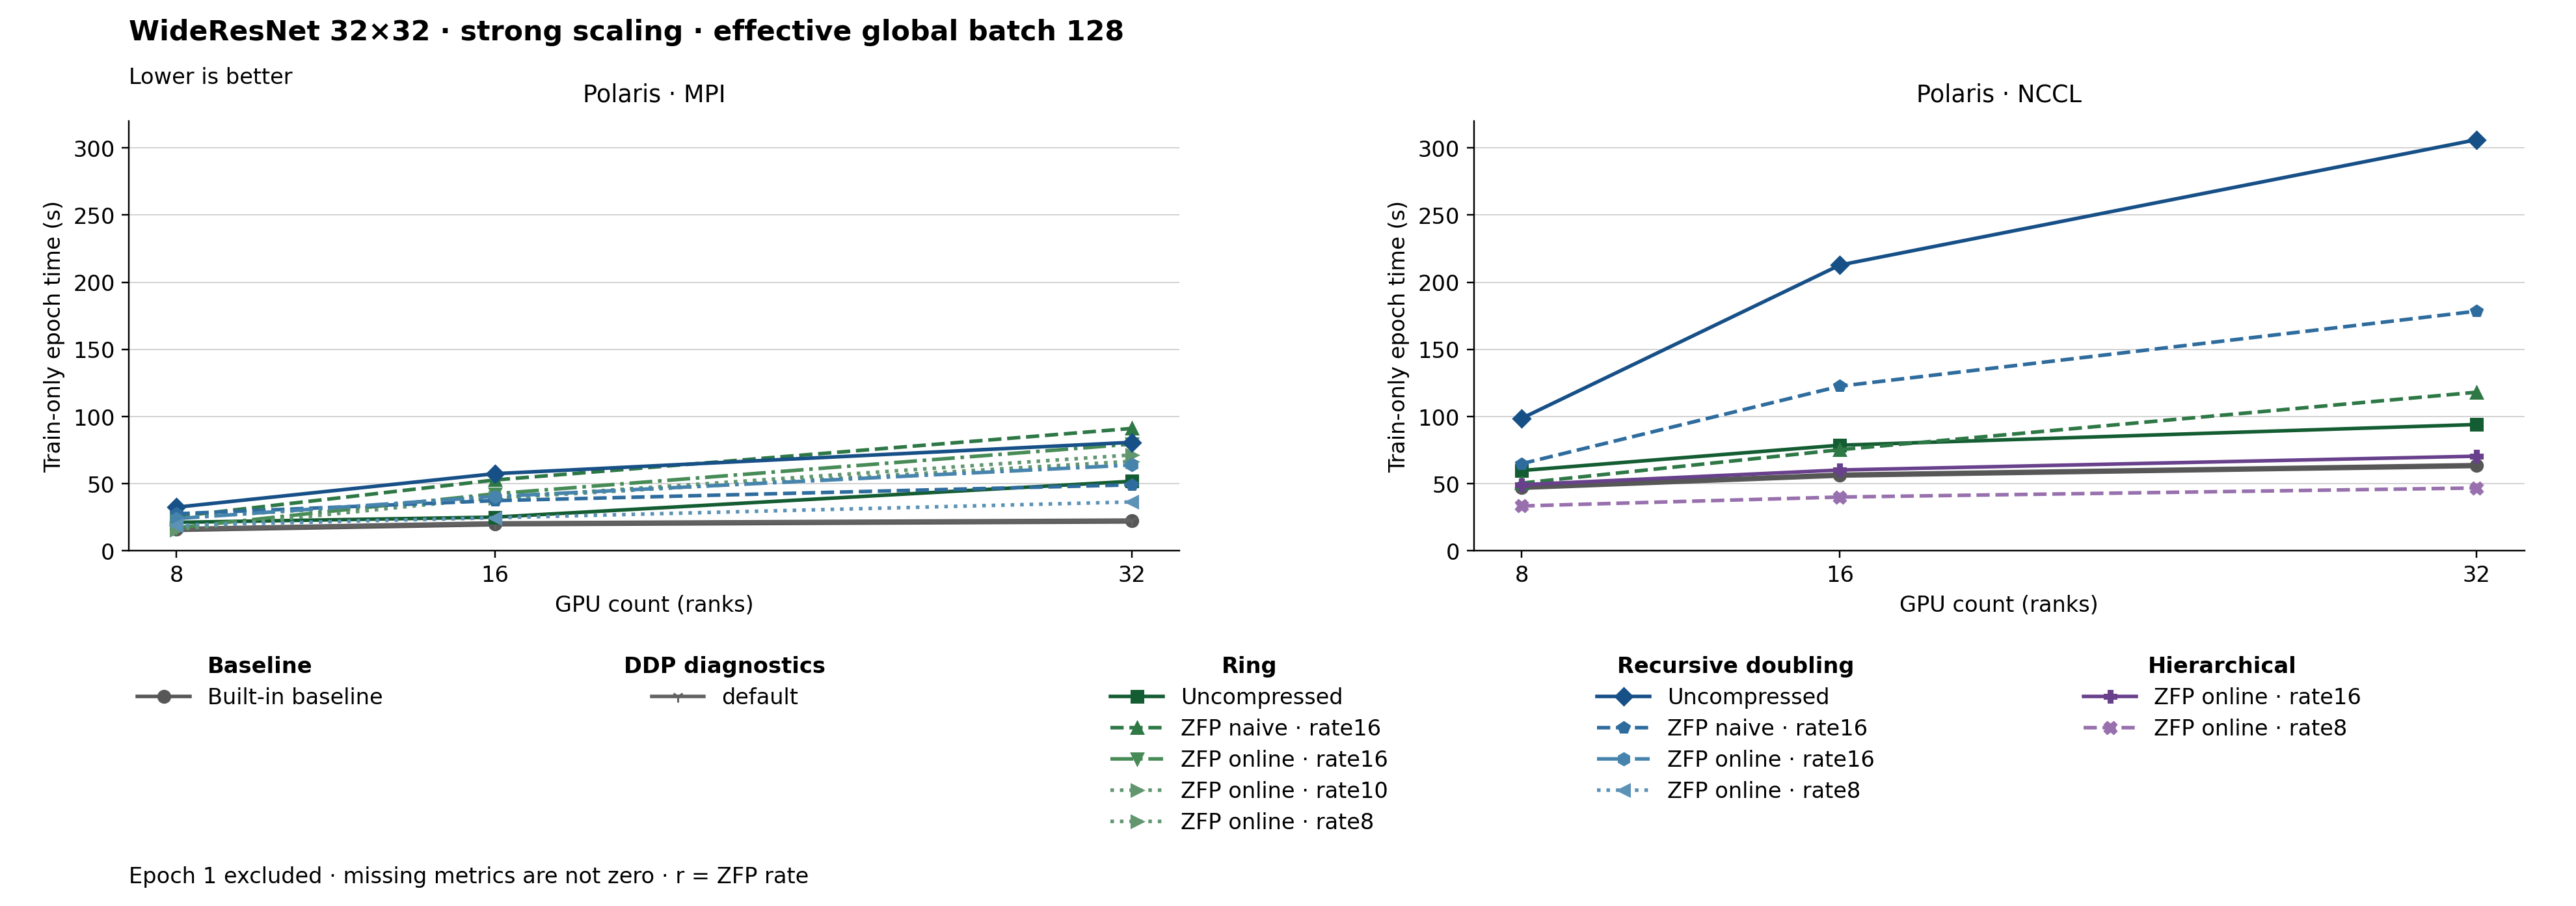 WideResNet 32×32 · strong scaling · effective global batch 128
Lower is better
Polaris · MPI
Train-only epoch time (s)
300
250
200
150
100
50
0
8
16
32
GPU count (ranks)
Polaris · NCCL
Train-only epoch time (s)
300
250
200
150
100
50
0
8
16
32
GPU count (ranks)
Baseline
Built-in baseline
DDP diagnostics
default
Ring
Uncompressed
ZFP naive · rate16
ZFP online · rate16
ZFP online · rate10
ZFP online · rate8
Recursive doubling
Uncompressed
ZFP naive · rate16
ZFP online · rate16
ZFP online · rate8
Hierarchical
ZFP online · rate16
ZFP online · rate8
Epoch 1 excluded · missing metrics are not zero · r = ZFP rate